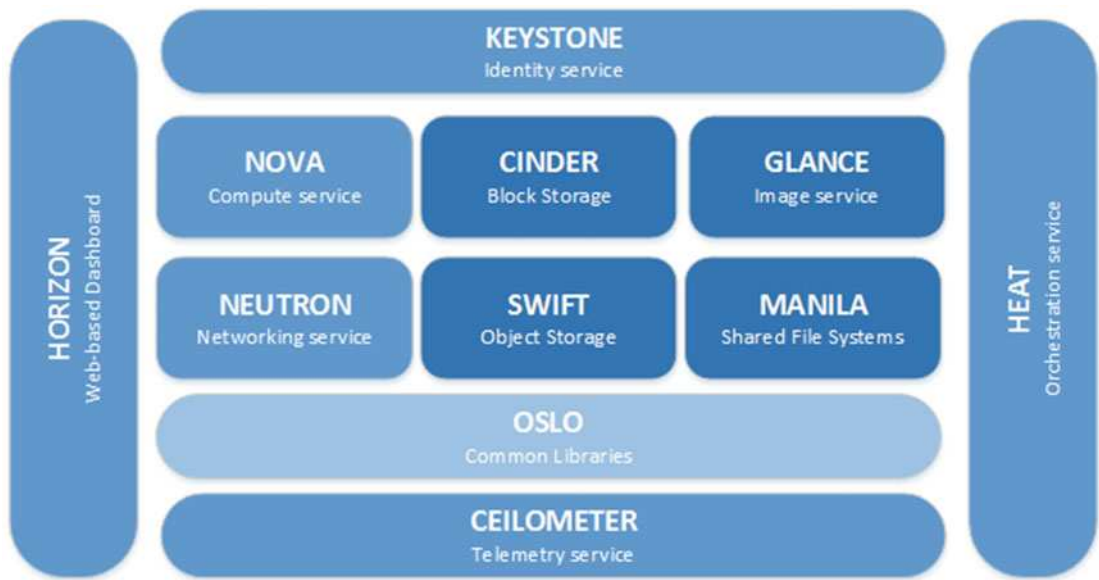 KEYSTONE
Identity service
HORIZON
Web-based Dashboard
NOVA
Compute service
CINDER
Block Storage
GLANCE
Image service
NEUTRON
Networking service
SWIFT
Object Storage
MANILA
Shared File Systems
HEAT
Orchestration service
OSLO
Common Libraries
CEILOMETER
Telemetry service